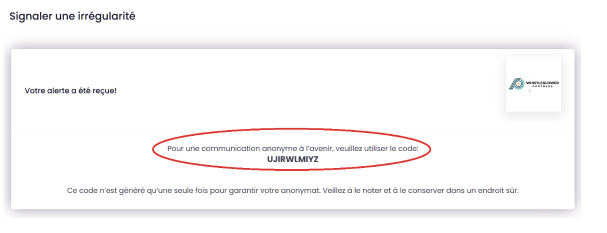 Signaler une irrégularité
Votre alerte a été reçue!
WHISTLEBLOWER
PARTNERS
Pour une communication anonyme à l'avenir, veuillez utiliser le code:
UJIRWLMIYZ
Ce code n'est généré qu'une seule fois pour garantir votre anonymat. Veillez à le noter et à le conserver dans un endroit sûr.